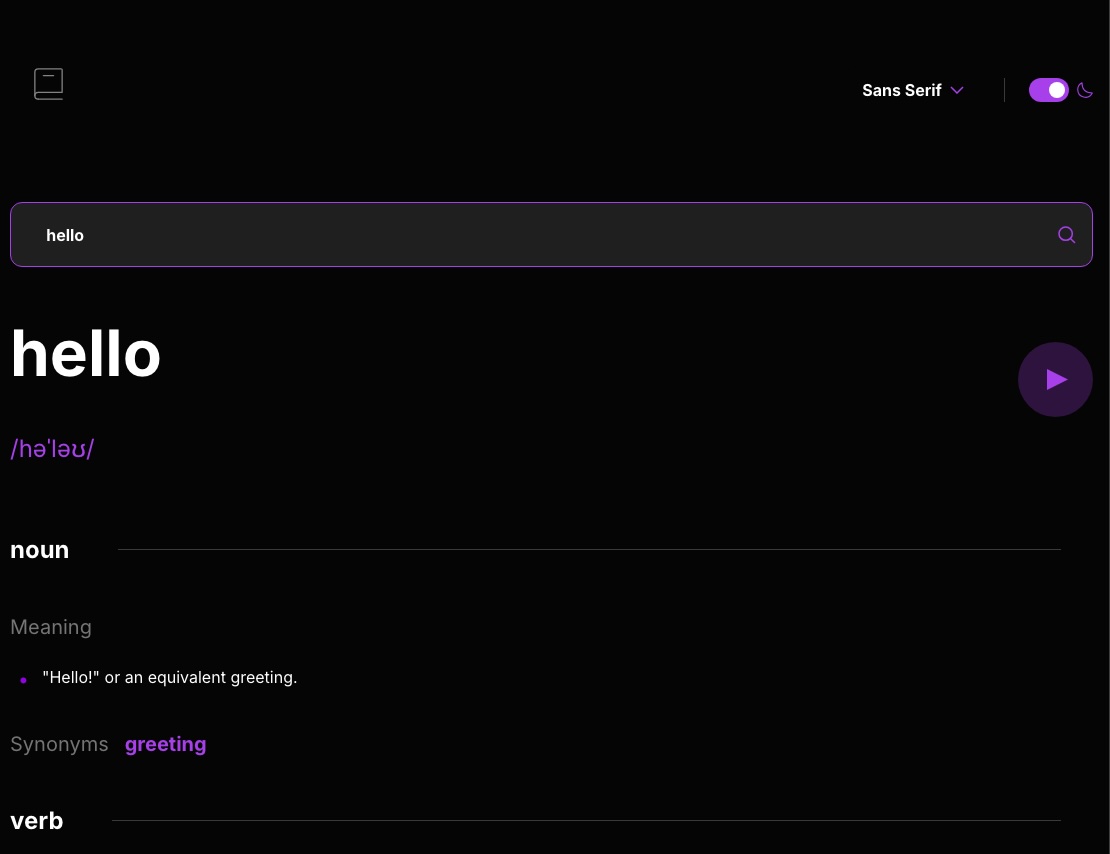 Sans Serif
hello
hello
/həˈləʊ/
noun
Meaning
"Hello!" or an equivalent greeting.
Synonyms greeting
verb